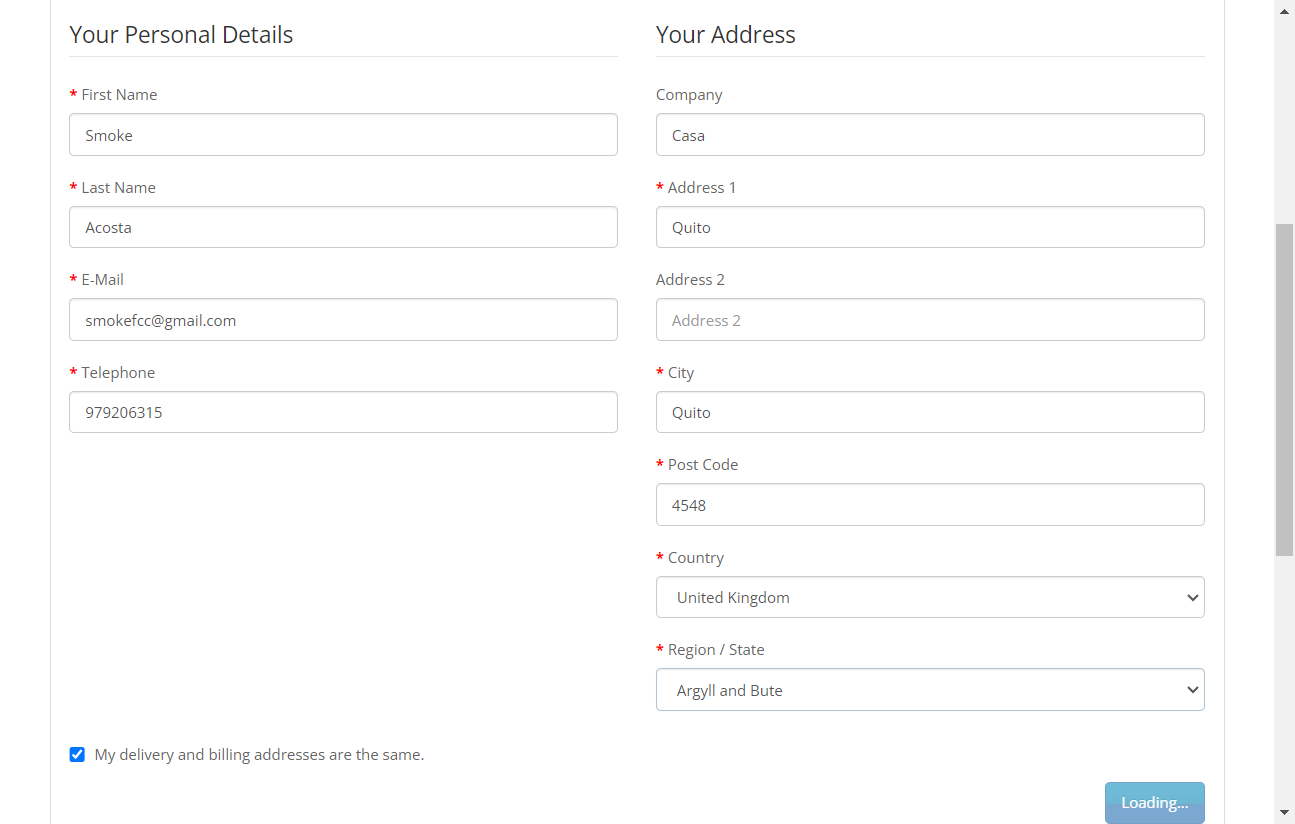 Your Personal Details
* First Name
Smoke
* Last Name
Acosta
* E-Mail
smokefcc@gmail.com
* Telephone
979206315
Your Address
Company
Casa
* Address 1
Quito
Address 2
Address 2
* City
Quito
* Post Code
4548
* Country
United Kingdom
* Region / State
Argyll and Bute
My delivery and billing addresses are the same.
Loading...